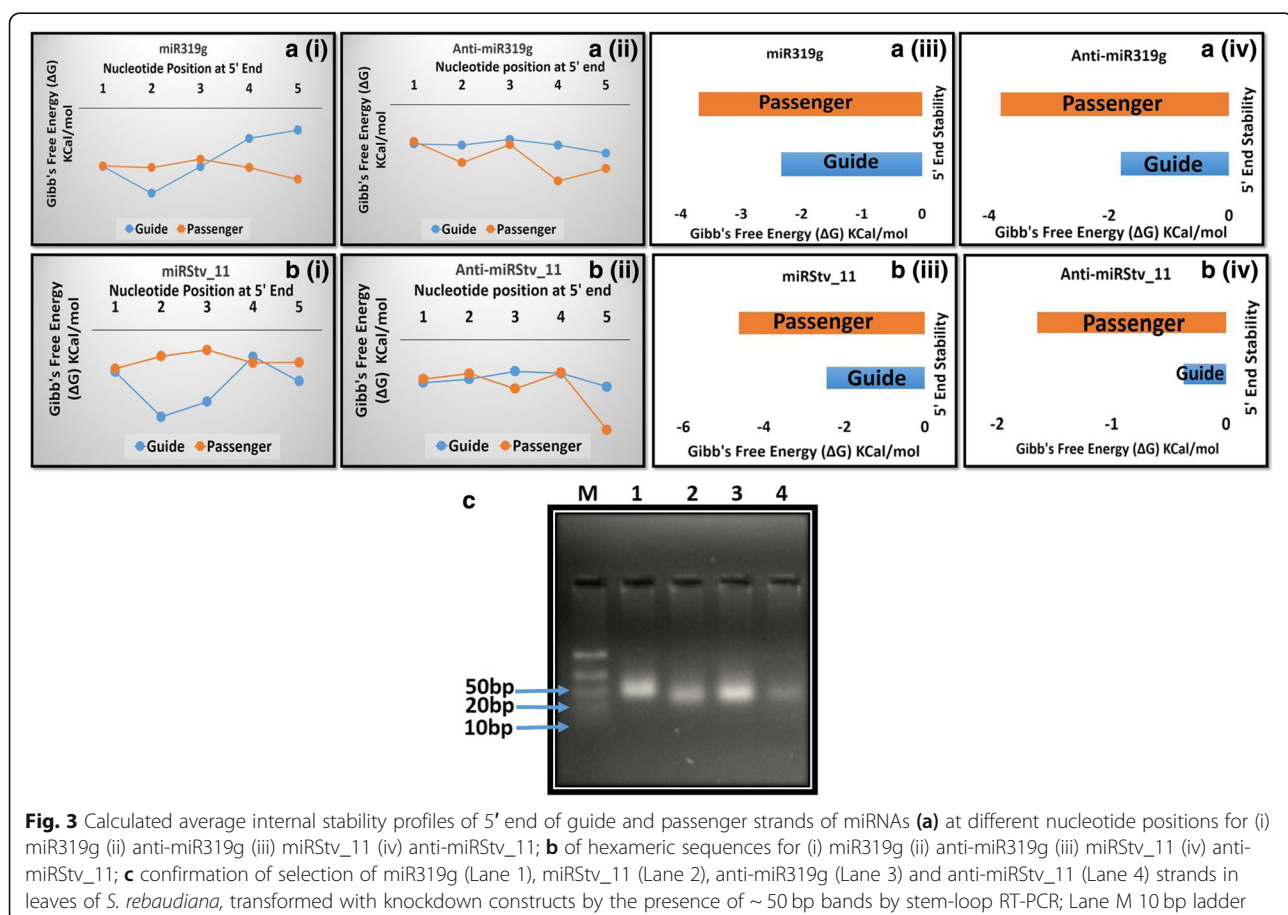 miR319g a (i)
Nucleotide Position at 5' End
1 2 3 4 5
Gibb's Free Energy (ΔG)
KCal/mol
Guide Passenger
Anti-miR319g a (ii)
Nucleotide position at 5' end
1 2 3 4 5
Gibb's Free Energy (ΔG)
KCal/mol
Guide Passenger
miR319g a (iii)
Passenger
Guide
5' End Stability
-4 -3 -2 -1 0
Gibb's Free Energy (ΔG) KCal/mol
Anti-miR319g a (iv)
Passenger
Guide
5' End Stability
-4 -2 0
Gibb's Free Energy (ΔG) KCal/mol
miRStv_11 b (i)
Nucleotide Position at 5' End
1 2 3 4 5
Gibb's Free Energy
(ΔG) KCal/mol
Guide Passenger
Anti-miRStv_11 b (ii)
Nucleotide position at 5' end
1 2 3 4 5
Gibb's Free Energy
(ΔG) KCal/mol
Guide Passenger
miRStv_11 b (iii)
Passenger
Guide
5' End Stability
-6 -4 -2 0
Gibb's Free Energy (ΔG) KCal/mol
Anti-miRStv_11 b (iv)
Passenger
Guide
5' End Stability
-2 -1 0
Gibb's Free Energy (ΔG) KCal/mol
c M 1 2 3 4
50bp
20bp
10bp
Fig. 3 Calculated average internal stability profiles of 5′ end of guide and passenger strands of miRNAs (a) at different nucleotide positions for (i)
miR319g (ii) anti-miR319g (iii) miRStv_11 (iv) anti-miRStv_11; b of hexameric sequences for (i) miR319g (ii) anti-miR319g (iii) miRStv_11 (iv) anti-
miRStv_11; c confirmation of selection of miR319g (Lane 1), miRStv_11 (Lane 2), anti-miR319g (Lane 3) and anti-miRStv_11 (Lane 4) strands in
leaves of S. rebaudiana, transformed with knockdown constructs by the presence of ~ 50 bp bands by stem-loop RT-PCR; Lane M 10 bp ladder